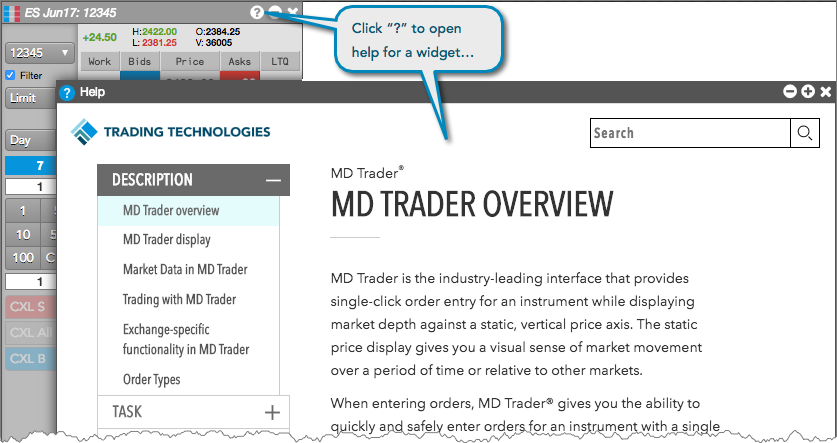 ES Jun17: 12345
?
+24.50
H:2422.00
O:2384.25
L: 2381.25
V: 36005
Click “?” to open
help for a widget...
12345
Work
Bids
Price
Asks
LTQ
Filter
Limit
Day
7
1
1
10
100
1
CXL S
CXL All
CXL B
? Help
TRADING TECHNOLOGIES
Search
DESCRIPTION
MD Trader overview
MD Trader display
Market Data in MD Trader
Trading with MD Trader
Exchange-specific
functionality in MD Trader
Order Types
TASK
MD Trader®
MD TRADER OVERVIEW
MD Trader is the industry-leading interface that provides
single-click order entry for an instrument while displaying
market depth against a static, vertical price axis. The static
price display gives you a visual sense of market movement
over a period of time or relative to other markets.
When entering orders, MD Trader® gives you the ability to
quickly and safely enter orders for an instrument with a single